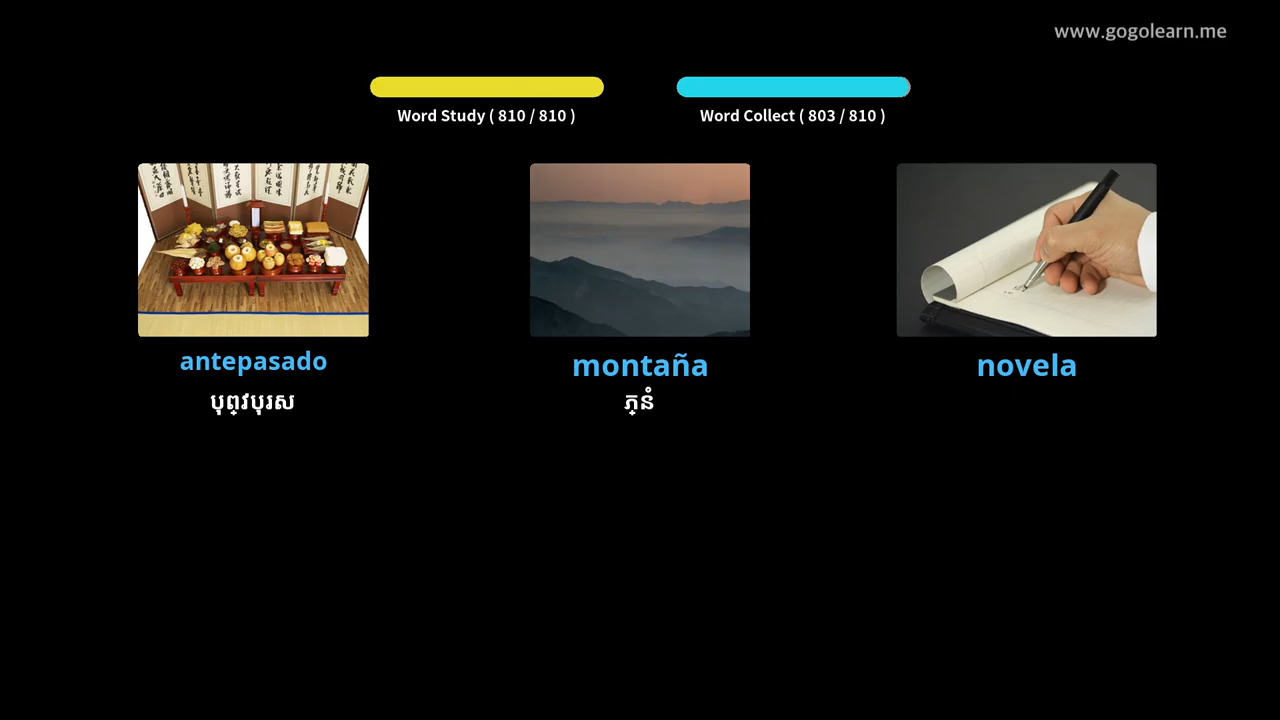 www.gogolearn.me
Word Study ( 810 / 810 )
Word Collect ( 803 / 810 )
antepasado
montaña
novela
បុព្វបុរស
ភ្នំ